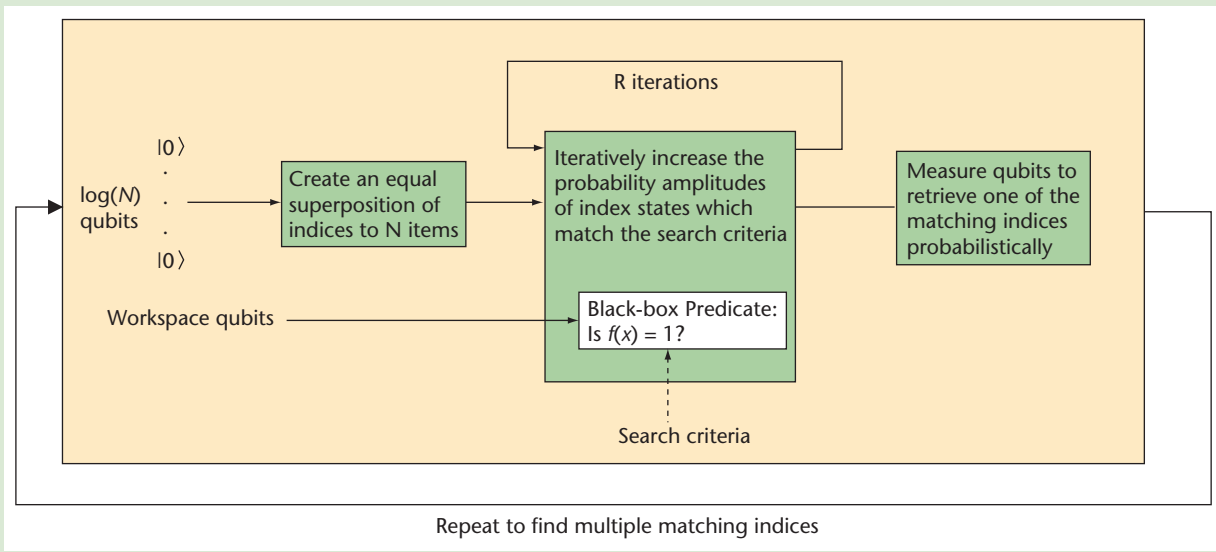 R iterations
|0⟩
.
.
.
|0⟩
log(N)
qubits
Create an equal
superposition of
indices to N items
Iteratively increase the
probability amplitudes
of index states which
match the search criteria
Measure qubits to
retrieve one of the
matching indices
probabilistically
Workspace qubits
Black-box Predicate:
Is f(x) = 1?
Search criteria
Repeat to find multiple matching indices